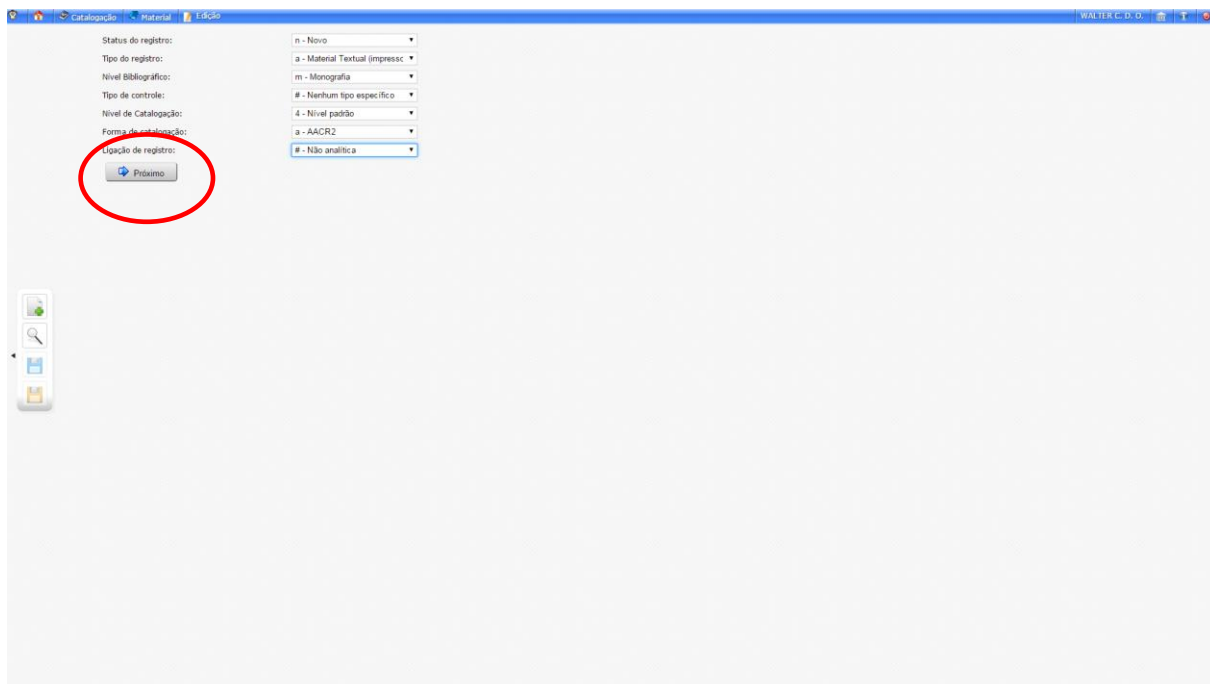 Catalogação Material Edição WALTER C. D. O.
Status do registro: n - Novo
Tipo do registro: a - Material Textual (impressc
Nível Bibliográfico: m - Monografia
Tipo de controle: # - Nenhum tipo específico
Nível de Catalogação: 4 - Nível padrão
Forma de catalogação: a - AACR2
Ligação de registro: # - Não analítica
Próximo